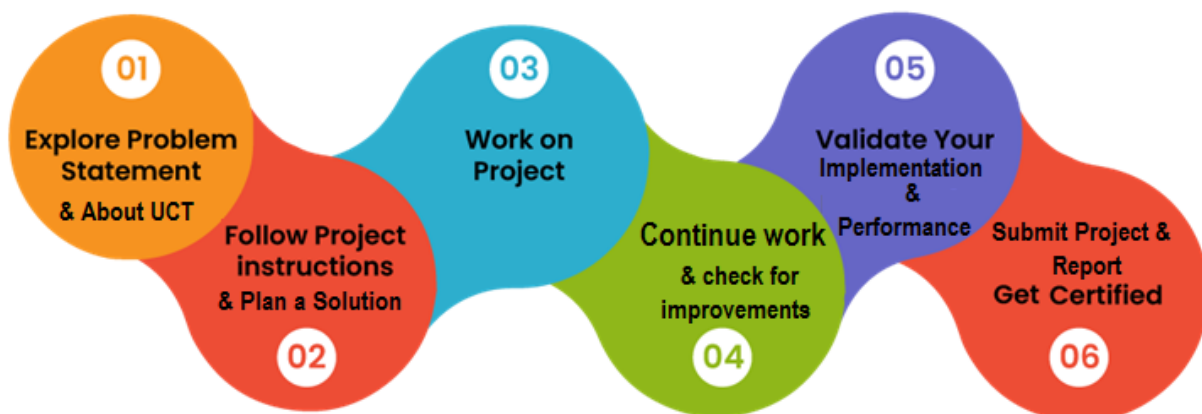 01
Explore Problem
Statement
& About UCT
Follow Project
instructions
& Plan a Solution
02
03
Work on
Project
Continue work
& check for
improvements
04
05
Validate Your
Implementation
&
Performance
Submit Project &
Report
Get Certified
06